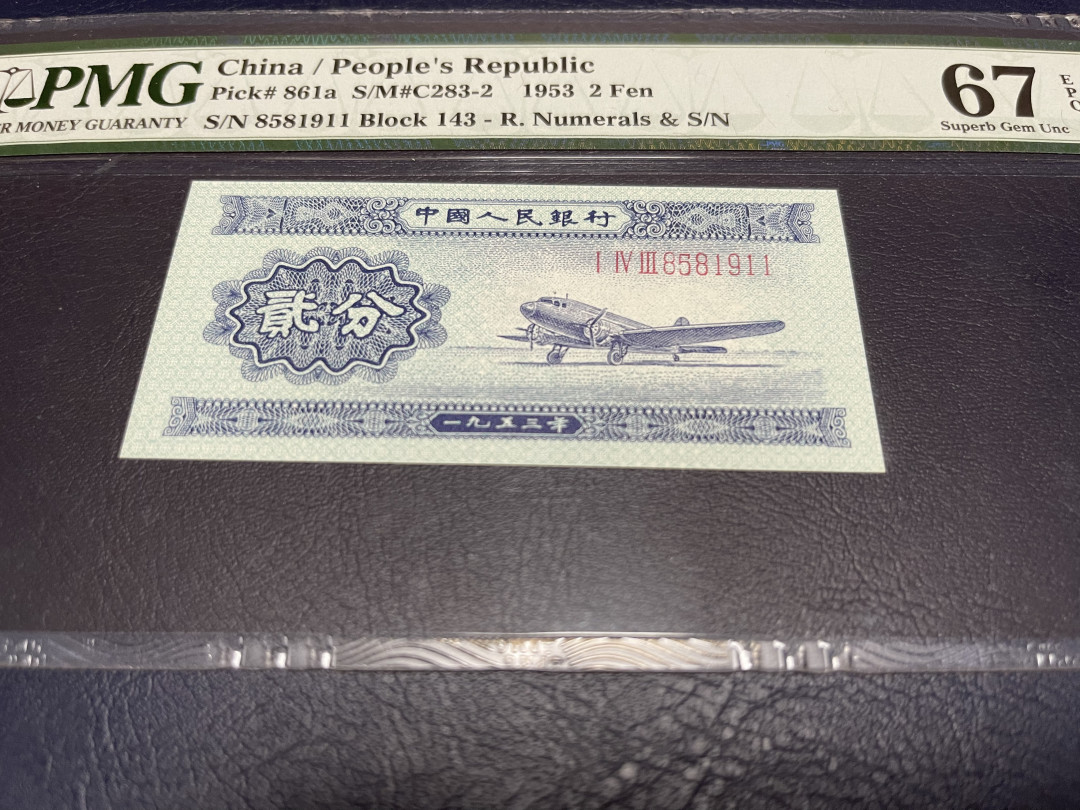 PMG
ER MONEY GUARANTY
China / People's Republic
Pick# 861a S/M#C283-2 1953 2 Fen
S/N 8581911 Block 143 - R. Numerals & S/N
67
Superb Gem Unc
E
P
中國人民銀行
I IV III 8581911
貳分
一九五三年